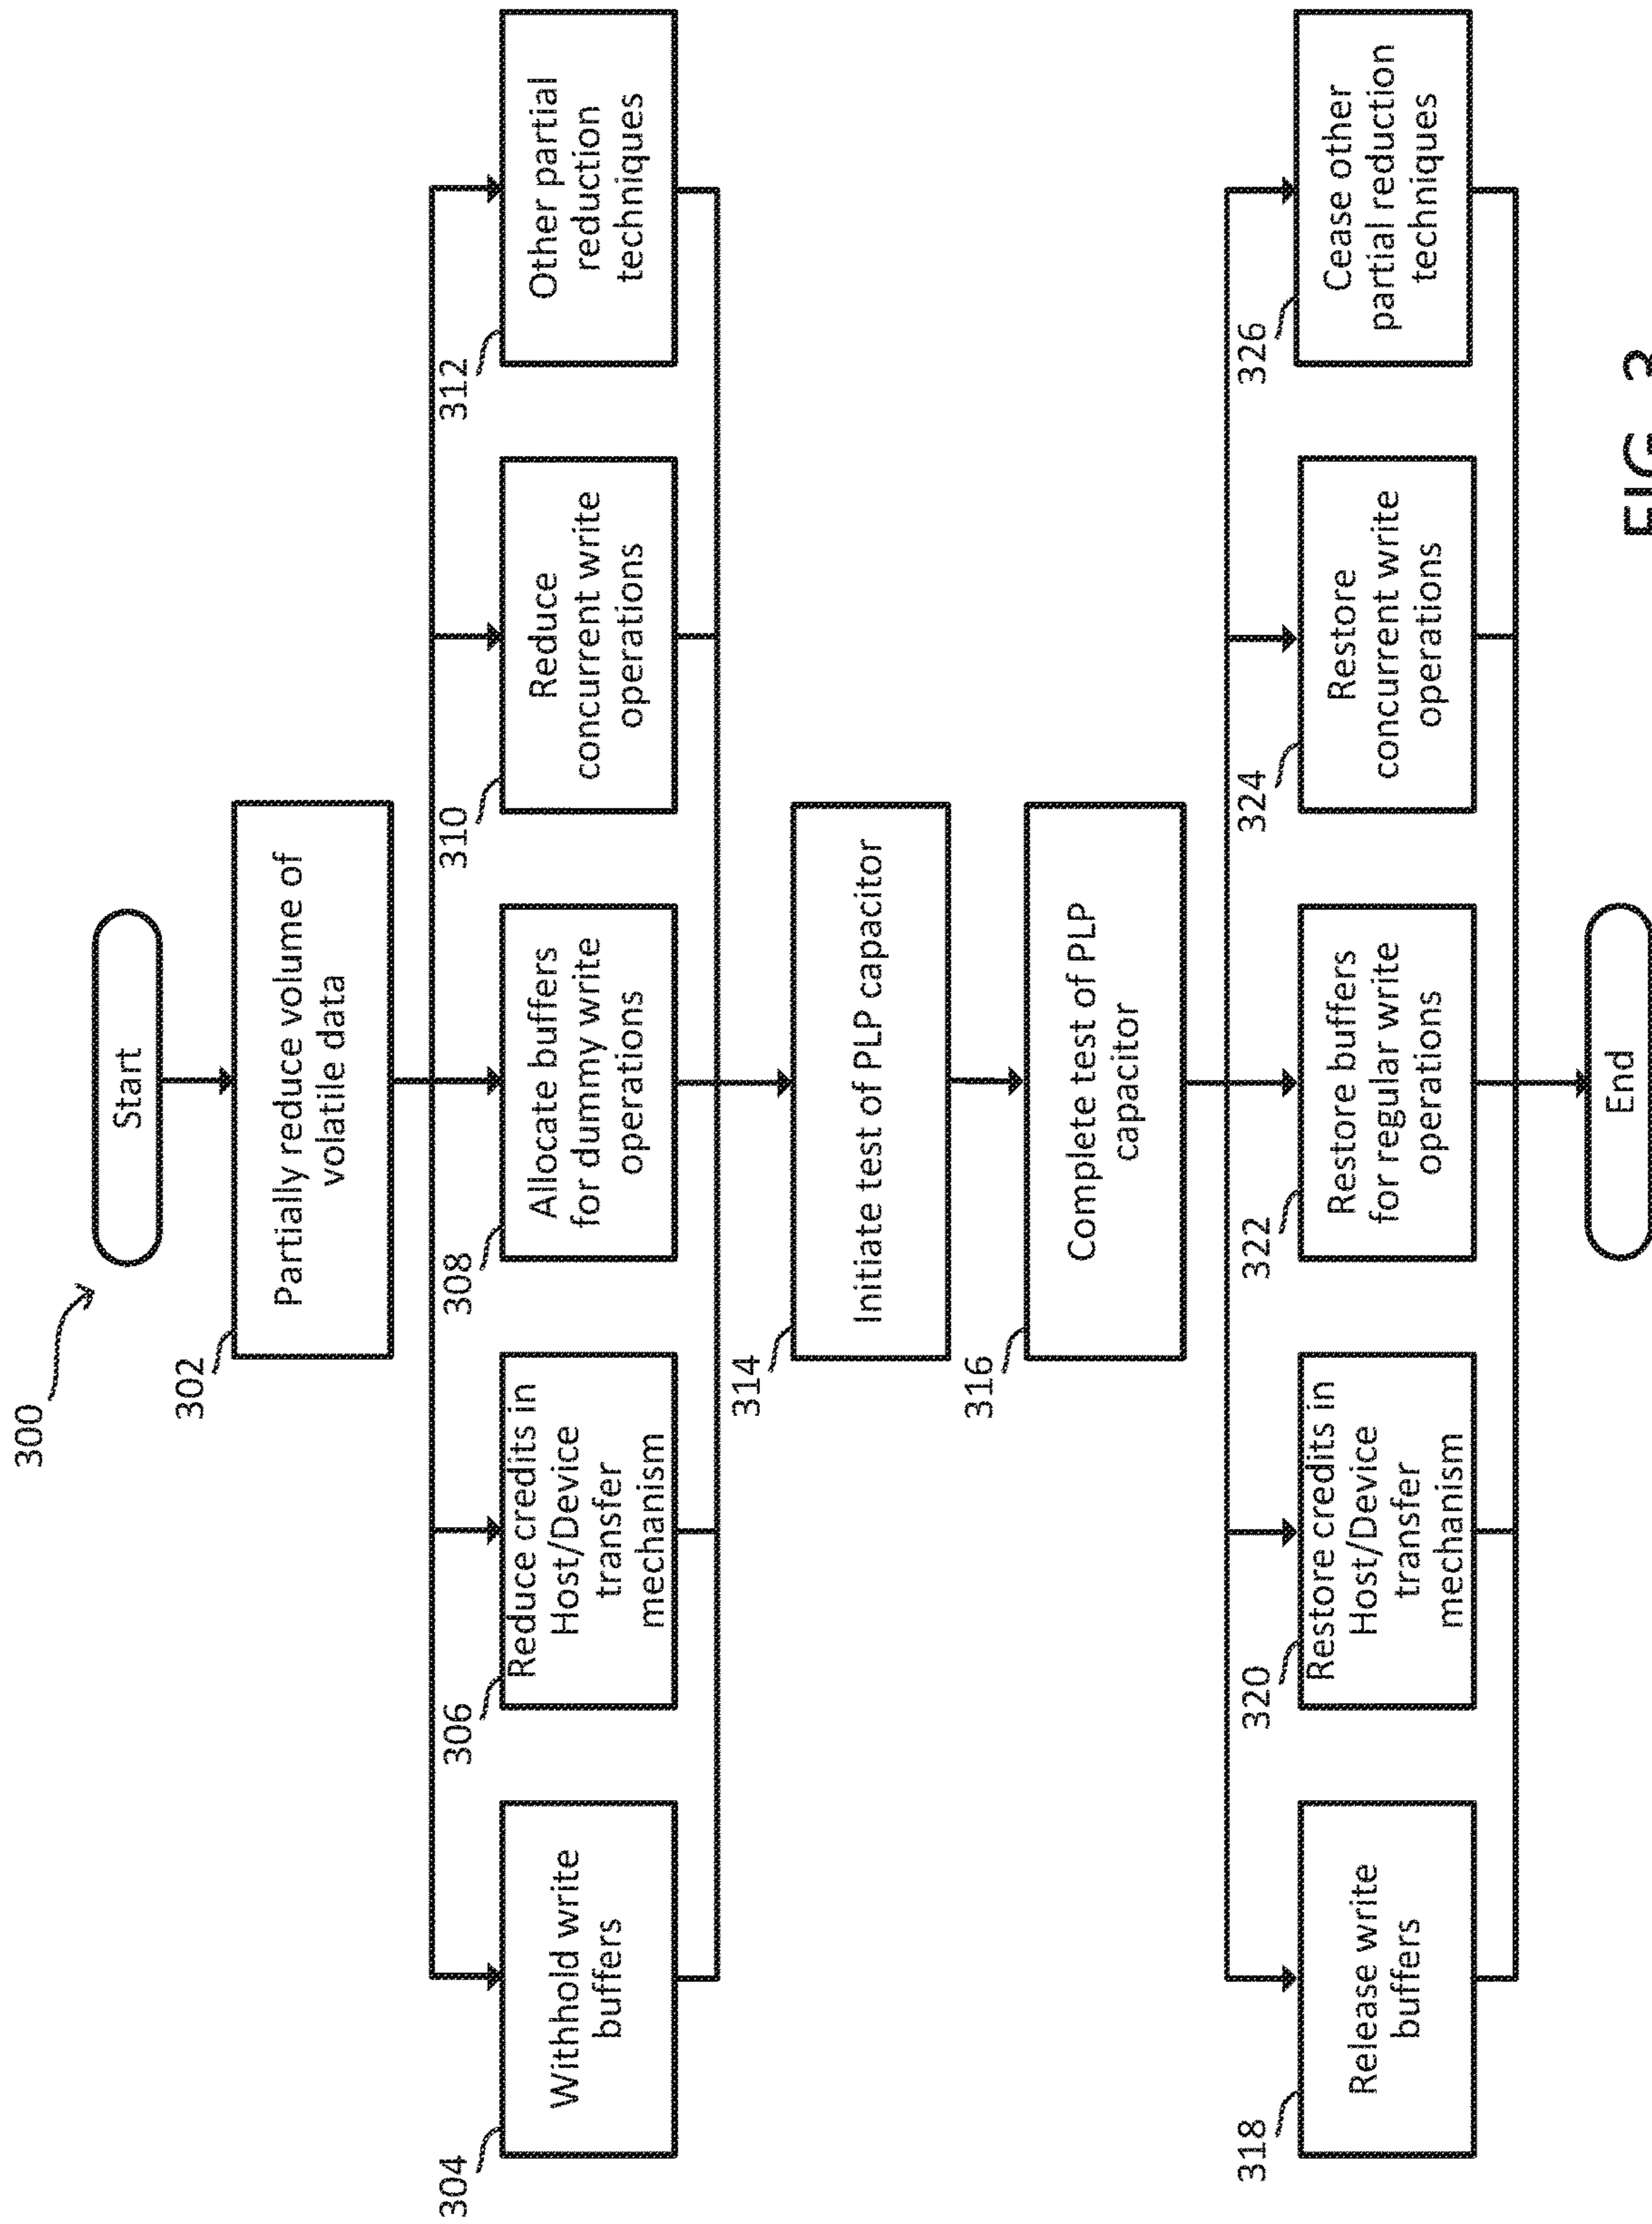 300
Start
302
Partially reduce volume of
volatile data
304
Withhold write
buffers
306
Reduce credits in
Host/Device
transfer
mechanism
308
Allocate buffers
for dummy write
operations
310
Reduce
concurrent write
operations
312
Other partial
reduction
techniques
314
Initiate test of PLP capacitor
316
Complete test of PLP
capacitor
318
Release write
buffers
320
Restore credits in
Host/Device
transfer
mechanism
322
Restore buffers
for regular write
operations
324
Restore
concurrent write
operations
326
Cease other
partial reduction
techniques
End
FIG. 3